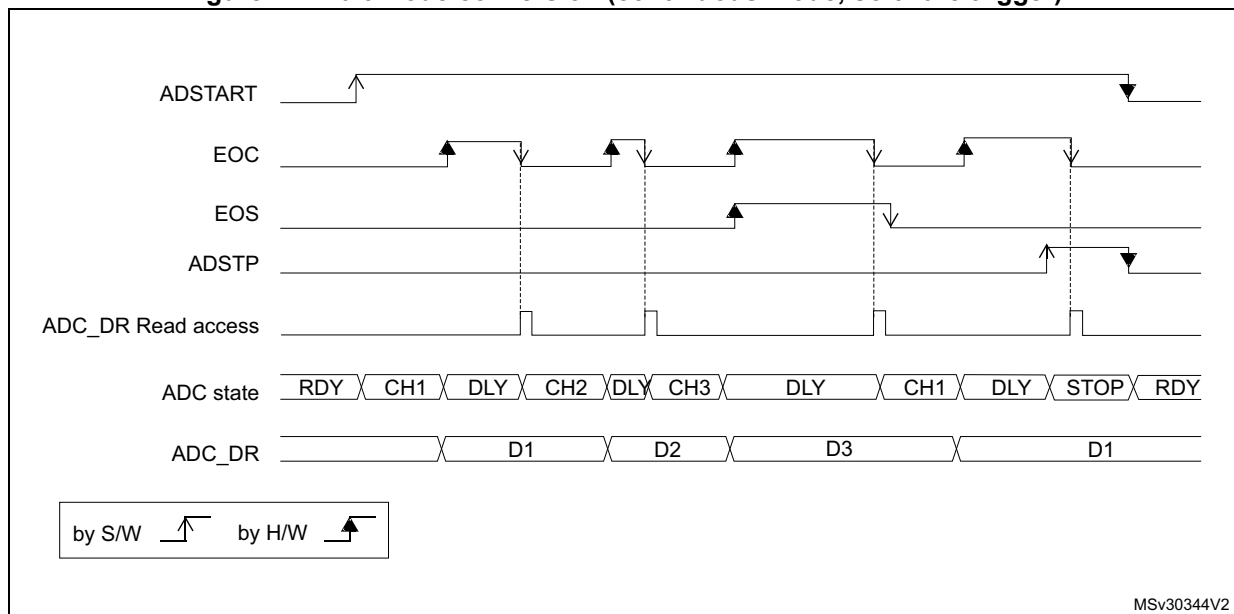 ADSTART
EOC
EOS
ADSTP
ADC_DR Read access
ADC state RDY CH1 DLY CH2 DLY CH3 DLY CH1 DLY STOP RDY
ADC_DR D1 D2 D3 D1
by S/W by H/W
MSv30344V2